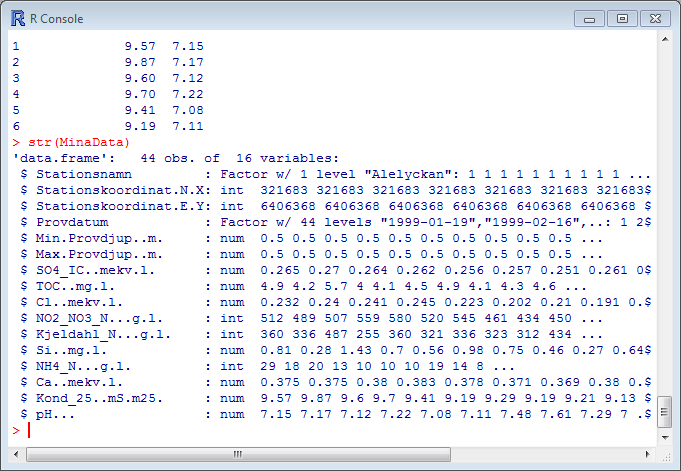 R Console
1 9.57 7.15
2 9.87 7.17
3 9.60 7.12
4 9.70 7.22
5 9.41 7.08
6 9.19 7.11
> str(MinaData)
'data.frame': 44 obs. of 16 variables:
$ Stationsnamn : Factor w/ 1 level "Alelyckan": 1 1 1 1 1 1 1 1 1 1 ...
$ Stationskoordinat.N.X: int 321683 321683 321683 321683 321683 321683 321683$
$ Stationskoordinat.E.Y: int 6406368 6406368 6406368 6406368 6406368 6406368 $
$ Provdatum : Factor w/ 44 levels "1999-01-19","1999-02-16",..: 1 2$
$ Min.Provdjup..m. : num 0.5 0.5 0.5 0.5 0.5 0.5 0.5 0.5 0.5 0.5 ...
$ Max.Provdjup..m. : num 0.5 0.5 0.5 0.5 0.5 0.5 0.5 0.5 0.5 0.5 ...
$ SO4_IC..mekv.l. : num 0.265 0.27 0.264 0.262 0.256 0.257 0.251 0.261 0$
$ TOC..mg.l. : num 4.9 4.2 5.7 4 4.1 4.5 4.9 4.1 4.3 4.6 ...
$ Cl..mekv.l. : num 0.232 0.24 0.241 0.245 0.223 0.202 0.21 0.191 0.$
$ NO2_NO3_N...g.l. : int 512 489 507 559 580 520 545 461 434 450 ...
$ Kjeldahl_N...g.l. : int 360 336 487 255 360 321 336 323 312 434 ...
$ Si..mg.l. : num 0.81 0.28 1.43 0.7 0.56 0.98 0.75 0.46 0.27 0.64$
$ NH4_N...g.l. : int 29 18 20 13 10 10 10 19 14 8 ...
$ Ca..mekv.l. : num 0.375 0.375 0.38 0.383 0.378 0.371 0.369 0.38 0.$
$ Kond_25..mS.m25. : num 9.57 9.87 9.6 9.7 9.41 9.19 9.29 9.19 9.21 9.13 $
$ pH... : num 7.15 7.17 7.12 7.22 7.08 7.11 7.48 7.61 7.29 7 .$
>